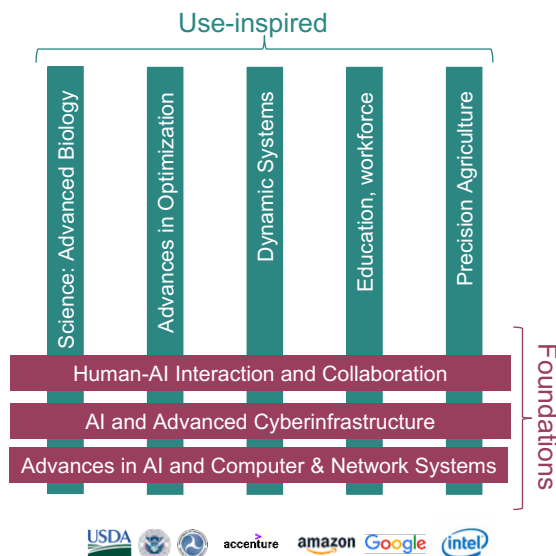 Use-inspired
Science: Advanced Biology
Advances in Optimization
Dynamic Systems
Education, workforce
Precision Agriculture
Human-AI Interaction and Collaboration
AI and Advanced Cyberinfrastructure
Advances in AI and Computer & Network Systems
Foundations
USDA
accenture
amazon
Google
intel